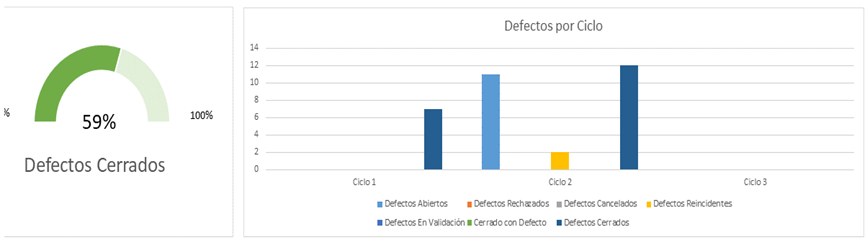 %
59%
100%
Defectos Cerrados
Defectos por Ciclo
14
12
10
8
6
4
2
0
Ciclo 1
Ciclo 2
Ciclo 3
Defectos Abiertos
Defectos Rechazados
Defectos Cancelados
Defectos Reincidentes
Defectos En Validación
Cerrado con Defecto
Defectos Cerrados